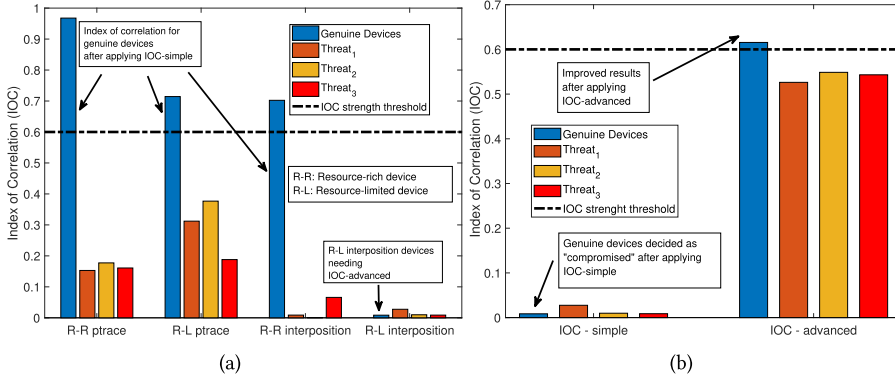 1
0.9
0.8
0.7
0.6
0.5
0.4
0.3
0.2
0.1
0
Index of Correlation (IOC)
Index of correlation for
genuine devices
after applying IOC-simple
Genuine Devices
Threat1
Threat2
Threat3
IOC strength threshold
R-R: Resource-rich device
R-L: Resource-limited device
R-L interposition devices
needing
IOC-advanced
R-R ptrace
R-L ptrace
R-R interposition
R-L interposition
(a)
0.7
0.6
0.5
0.4
0.3
0.2
0.1
0
Index of Correlation (IOC)
Improved results
after applying
IOC-advanced
Genuine Devices
Threat1
Threat2
Threat3
IOC strenght threshold
Genuine devices decided as
"compromised" after applying
IOC-simple
IOC - simple
IOC - advanced
(b)